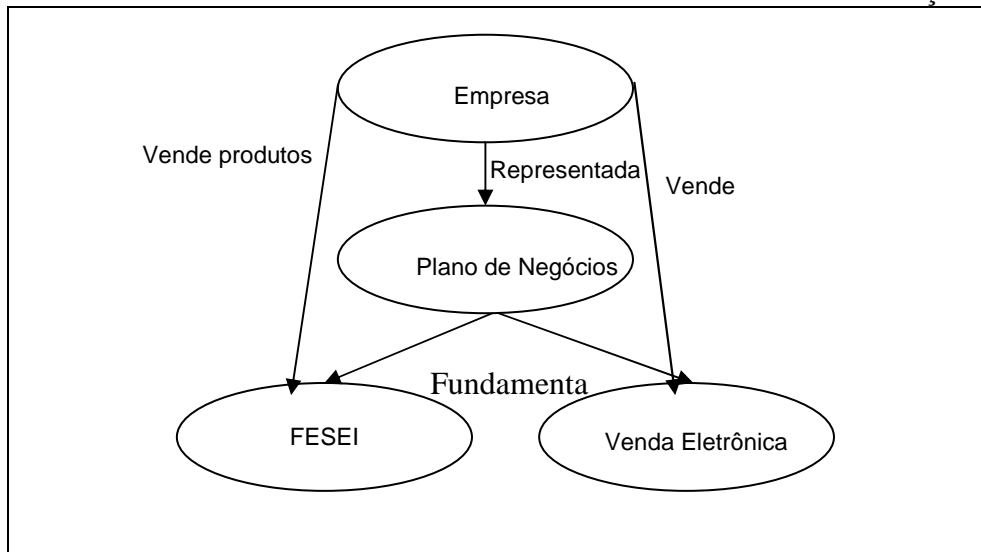 Empresa
Vende produtos
Representada
Vende
Plano de Negócios
Fundamenta
FESEI
Venda Eletrônica